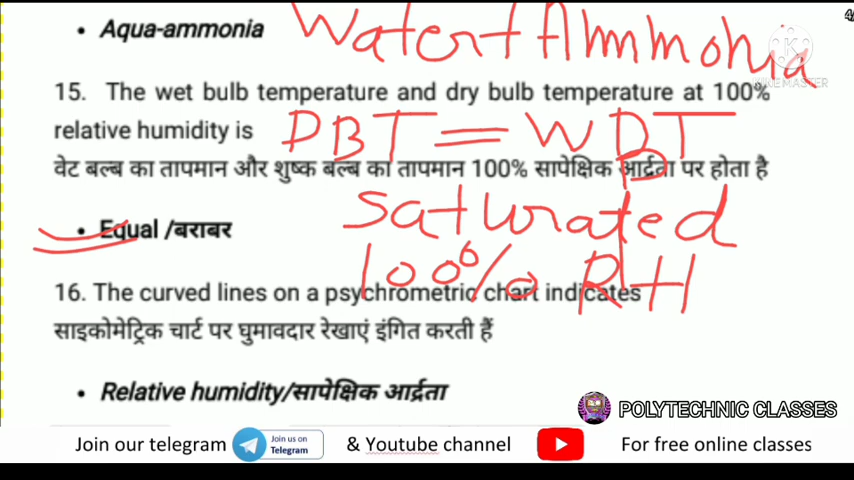 • Aqua-ammonia
Water + Ammonia
KINEMASTER
15. The wet bulb temperature and dry bulb temperature at 100%
relative humidity is
DBT = WBT
वेट बल्ब का तापमान और शुष्क बल्ब का तापमान 100% सापेक्षिक आर्द्रता पर होता है
• Equal /बराबर
Saturated
100% RH
16. The curved lines on a psychrometric chart indicates
साइकोमेट्रिक चार्ट पर घुमावदार रेखाएं इंगित करती हैं
• Relative humidity/सापेक्षिक आर्द्रता
POLYTECHNIC CLASSES
Join our telegram Join us on Telegram & Youtube channel For free online classes